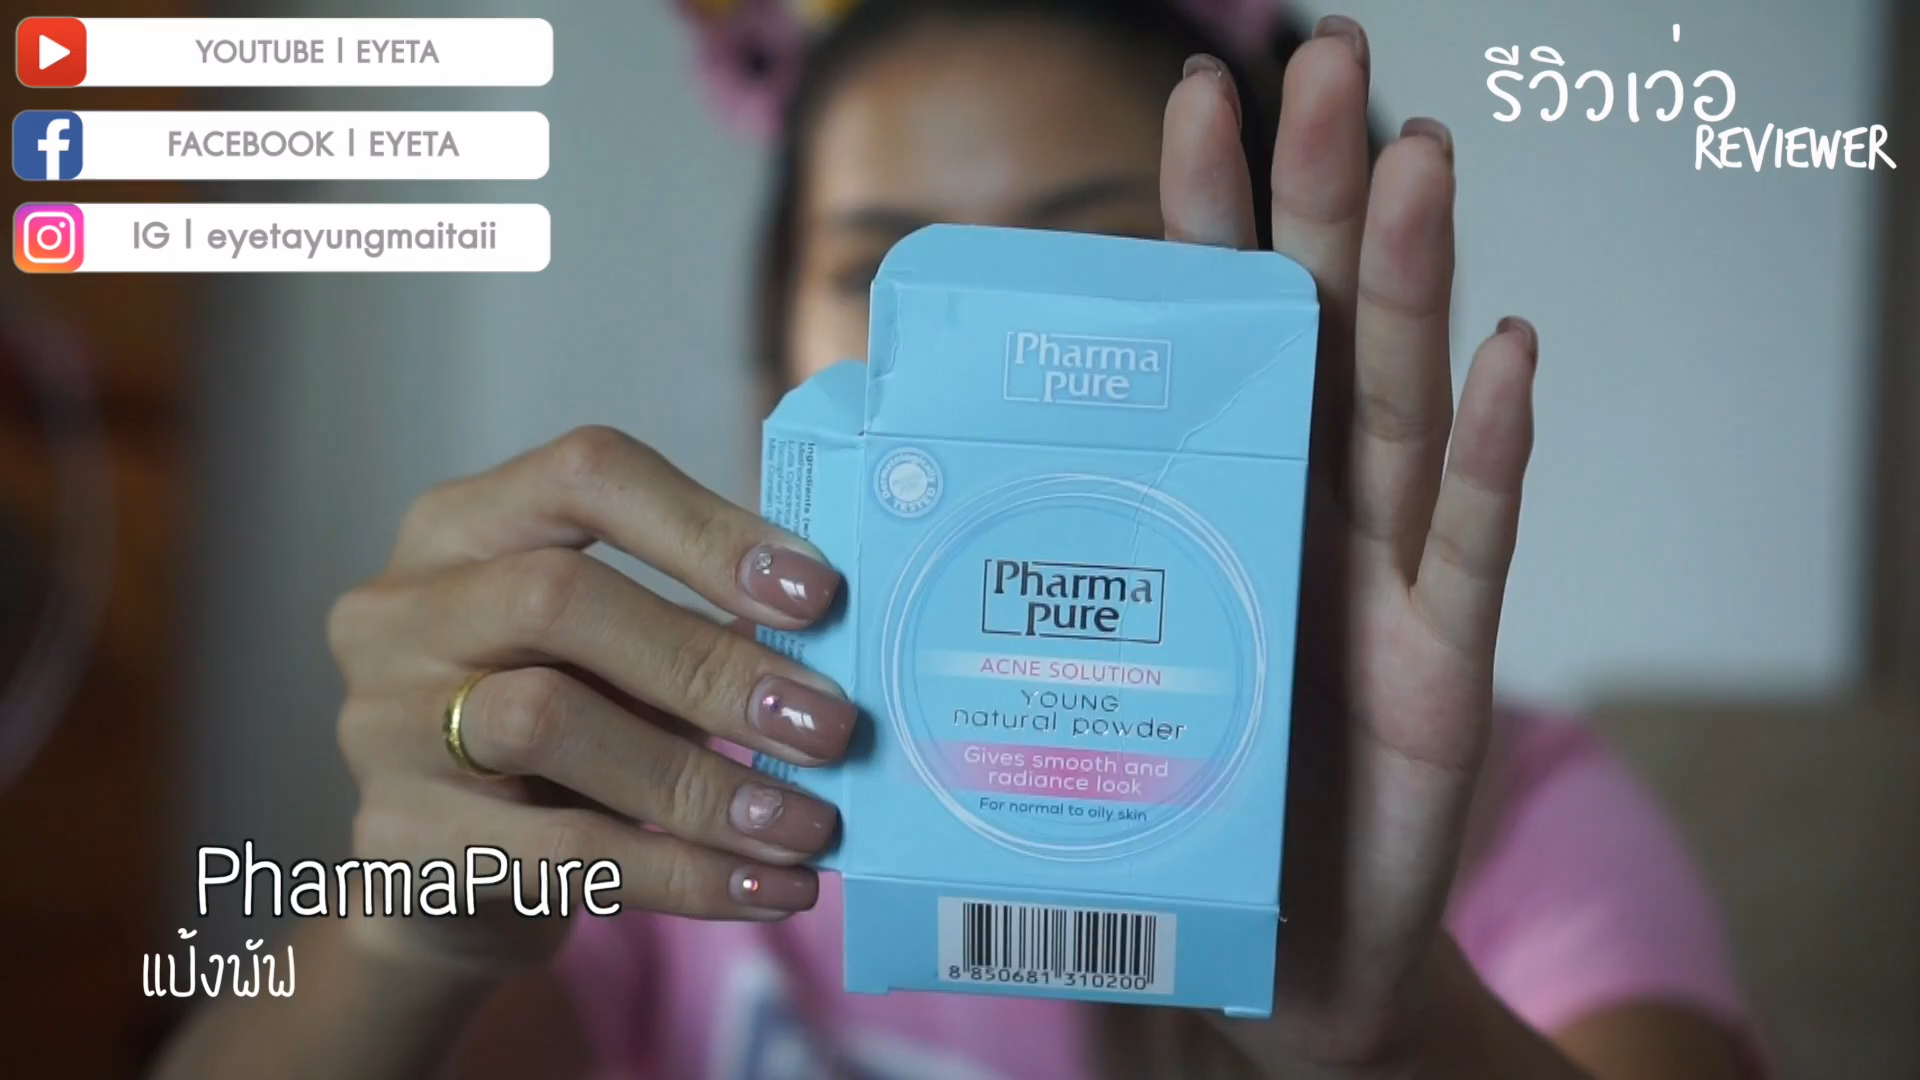 YOUTUBE | EYETA
FACEBOOK | EYETA
IG | eyetayungmaitaii
รีวิวเว่อ
REVIEWER
Pharma
pure
Ingredients
TESTED
Pharma
pure
ACNE SOLUTION
YOUNG
natural powder
Gives smooth and
radiance look
For normal to oily skin
8 850681 310200
PharmaPure
แป้งพัฟ